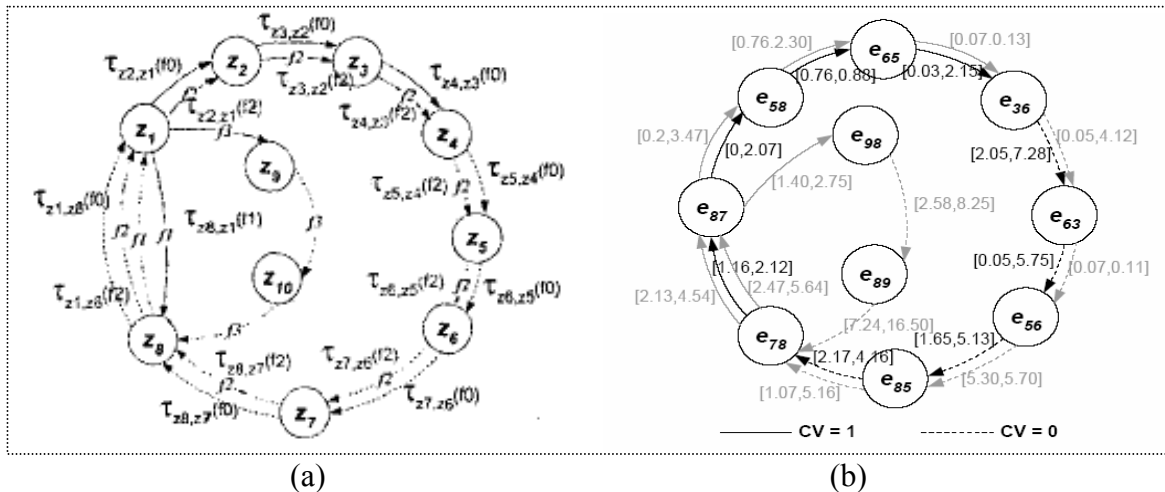 τz3,z2(f0)
τz2,z1(f0)
z2
f2
z3
τz3,z2(f2)
τz4,z3(f0)
f2
f2
τz4,z3(f2)
τz2,z1(f2)
z1
f3
z4
z9
f2
τz5,z4(f2)
τz5,z4(f0)
τz1,z8(f0)
τz8,z1(f1)
f2
f1
f1
f3
z5
z10
τz6,z5(f2)
f2
τz6,z5(f0)
τz1,z8(f2)
f3
z6
z8
τz8,z7(f2)
τz7,z6(f2)
f2
f2
τz7,z6(f0)
τz8,z7(f0)
z7
(a)
(b)
[0.76.2.30]
e65
[0.07.0.13]
[0.76,0.88]
[0.03,2.15]
e58
e36
e98
[0.2,3.47]
[0.05,4.12]
[0,2.07]
[2.05,7.28]
[1.40,2.75]
e87
[2.58,8.25]
e63
[1.16,2.12]
e89
[0.05,5.75]
[0.07,0.11]
[2.13,4.54]
[2.47,5.64]
e56
[7.24,16.50]
e78
[1.65,5.13]
[2.17,4.16]
e85
[5.30,5.70]
[1.07,5.16]
CV = 1
CV = 0